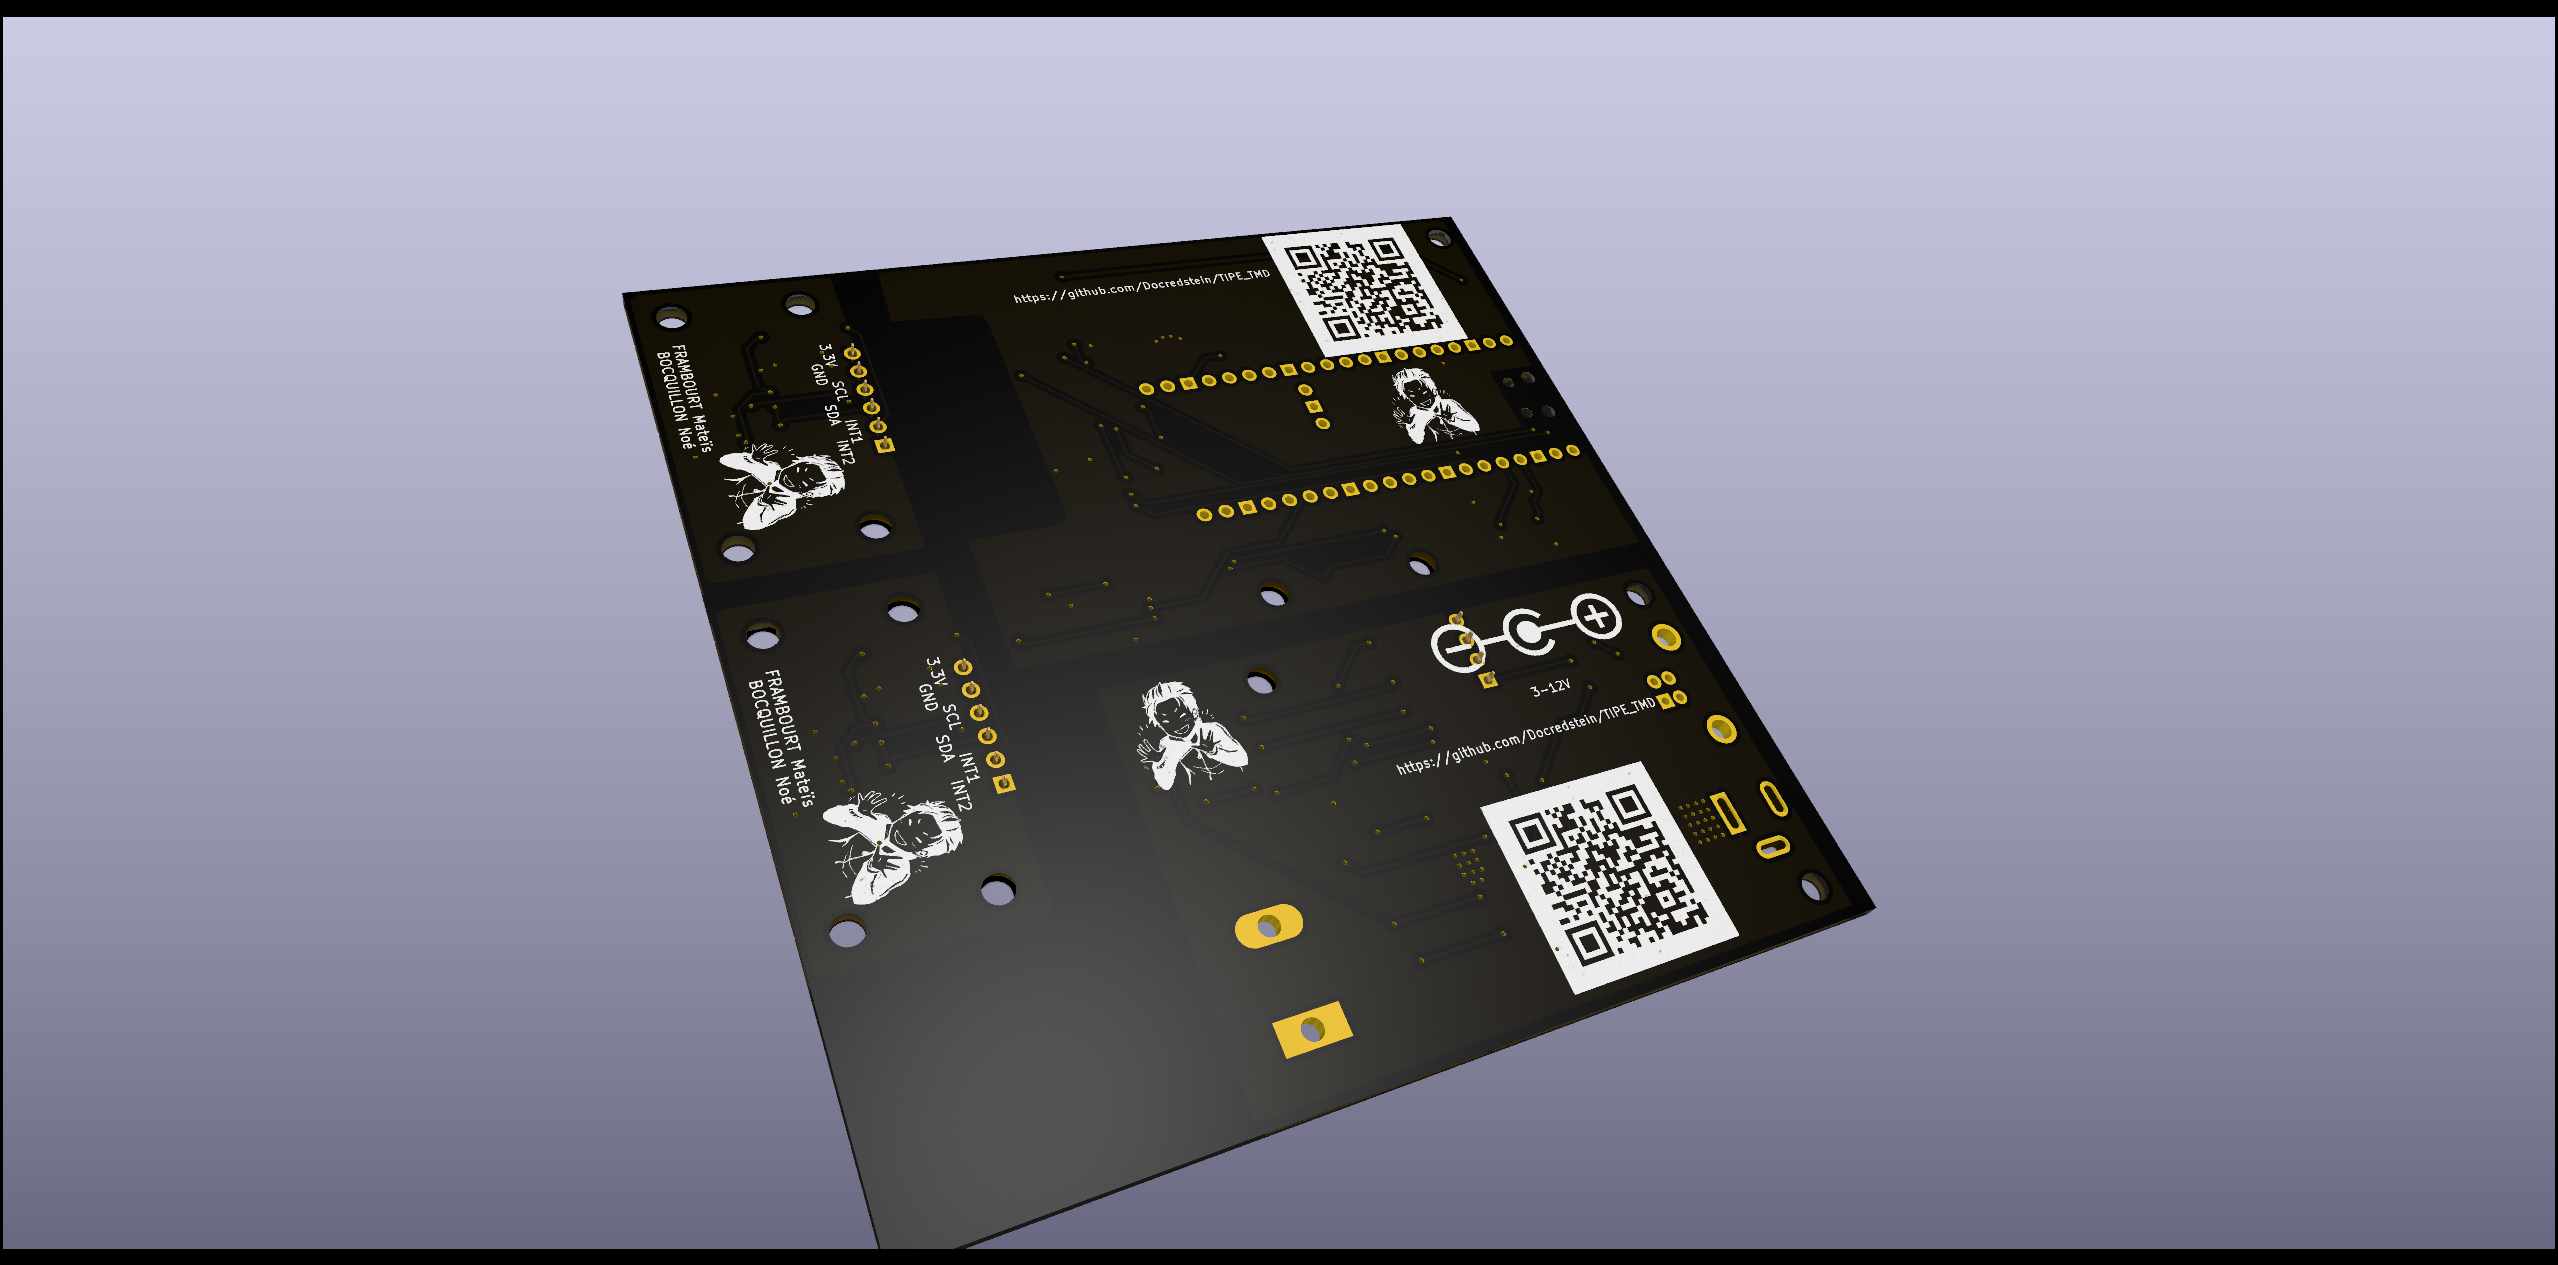 https://github.com/Docredstein/TIPE_TMD
FRAMBOURT Mateïs
BOCQUILLON Noé
3.3V
GND
SCL
SDA
INT1
INT2
3-12V
https://github.com/Docredstein/TIPE_TMD
FRAMBOURT Mateïs
BOCQUILLON Noé
3.3V
GND
SCL
SDA
INT1
INT2